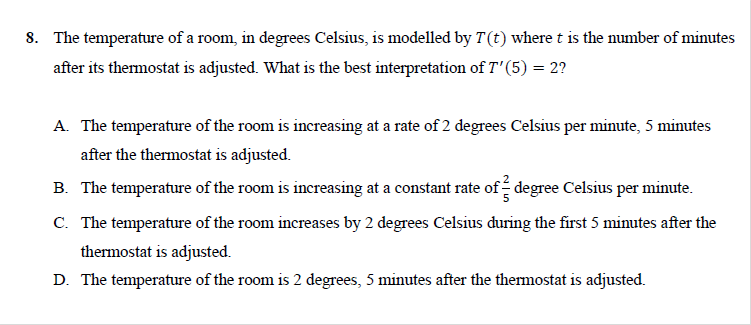 8. The temperature of a room, in degrees Celsius, is modelled by T(t) where t is the number of minutes
after its thermostat is adjusted. What is the best interpretation of T′(5) = 2?
A. The temperature of the room is increasing at a rate of 2 degrees Celsius per minute, 5 minutes
after the thermostat is adjusted.
B. The temperature of the room is increasing at a constant rate of 2/5 degree Celsius per minute.
C. The temperature of the room increases by 2 degrees Celsius during the first 5 minutes after the
thermostat is adjusted.
D. The temperature of the room is 2 degrees, 5 minutes after the thermostat is adjusted.